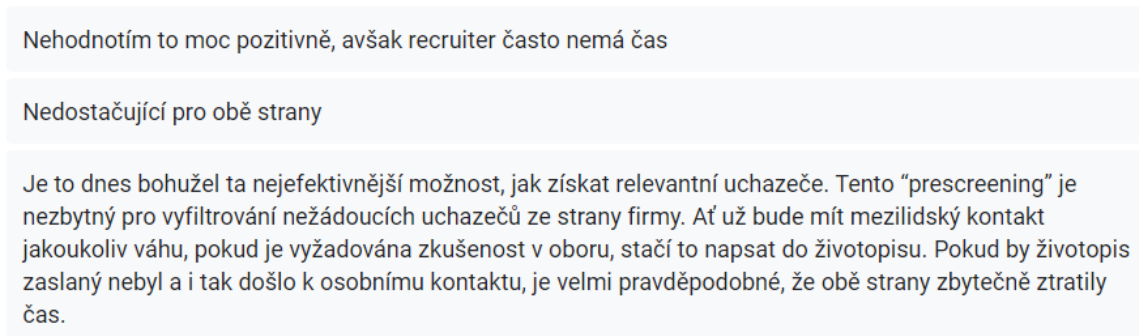 Nehodnotím to moc pozitivně, avšak recruiter často nemá čas
Nedostačující pro obě strany
Je to dnes bohužel ta nejefektivnější možnost, jak získat relevantní uchazeče. Tento “prescreening” je
nezbytný pro vyfiltrování nežádoucích uchazečů ze strany firmy. Ať už bude mít mezilidský kontakt
jakoukoliv váhu, pokud je vyžadována zkušenost v oboru, stačí to napsat do životopisu. Pokud by životopis
zaslaný nebyl a i tak došlo k osobnímu kontaktu, je velmi pravděpodobné, že obě strany zbytečně ztratily
čas.